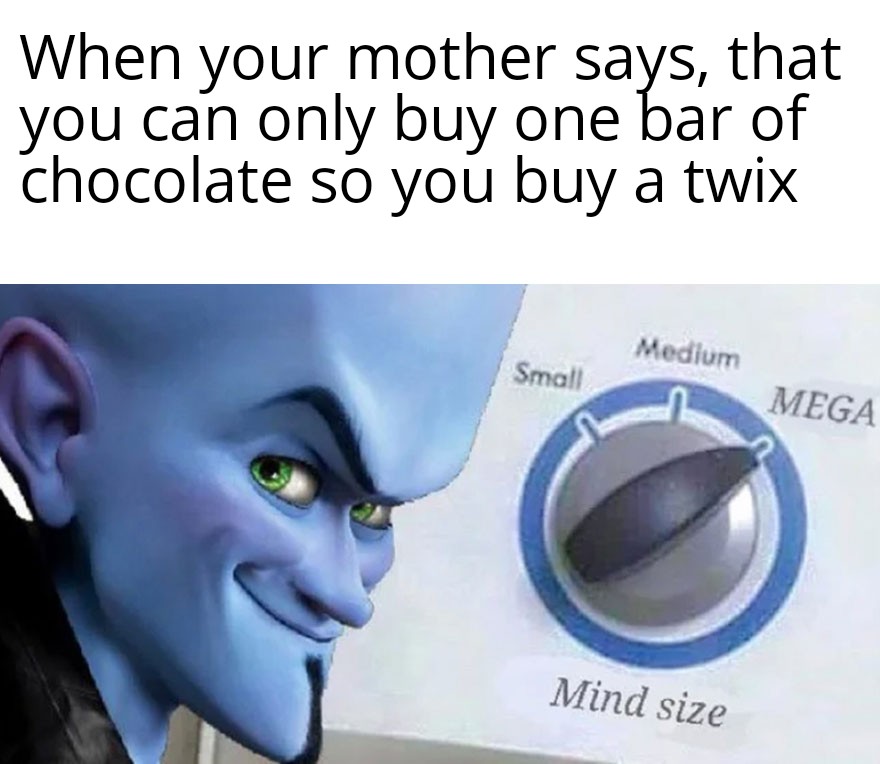 When your mother says, that
you can only buy one bar of
chocolate so you buy a twix
Small
Medium
MEGA
Mind size